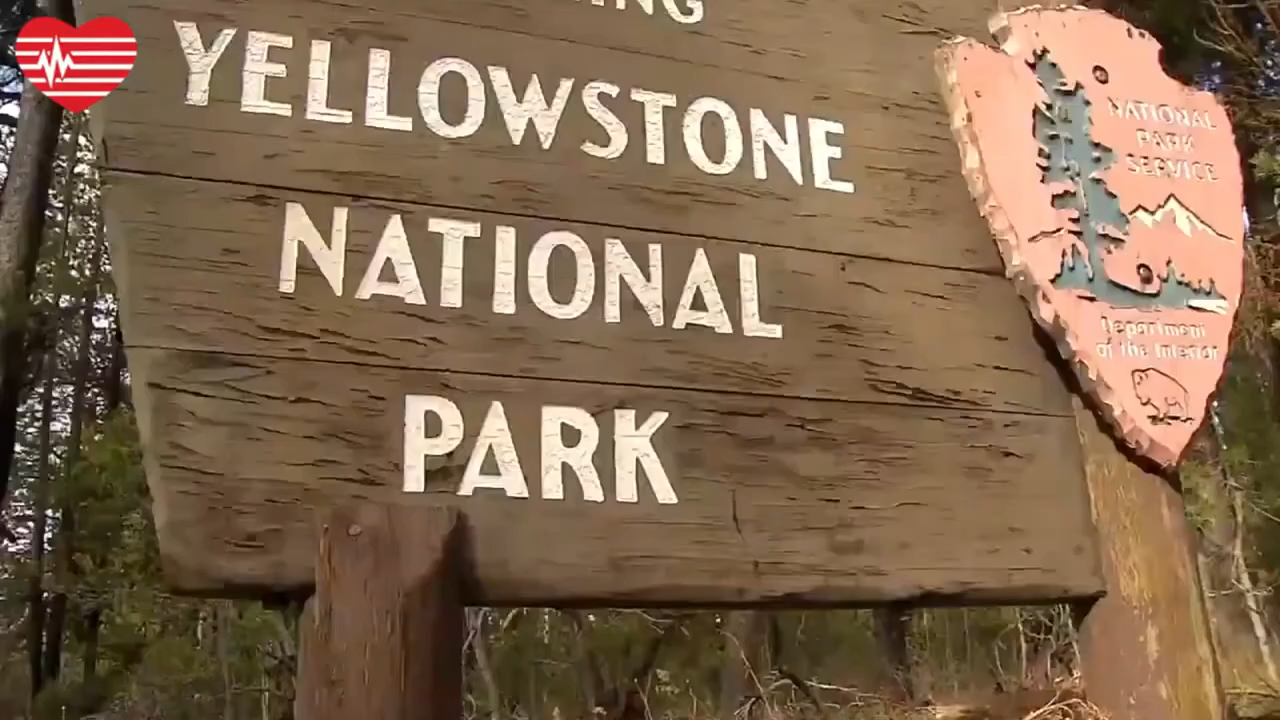 YELLOWSTONE
NATIONAL
PARK
NATIONAL
PARK
SERVICE
Department
of the Interior